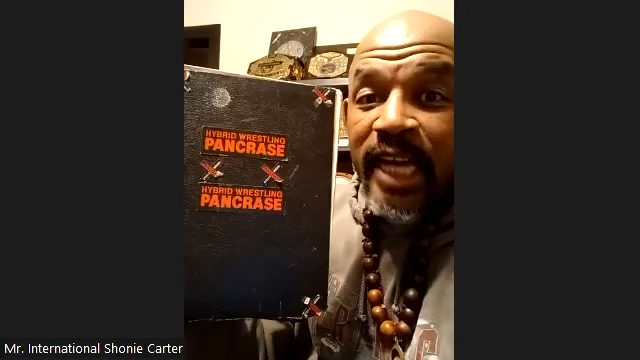 HYBRID WRESTLING
PANCRASE
HYBRID WRESTLING
PANCRASE
Mr. International Shonie Carter